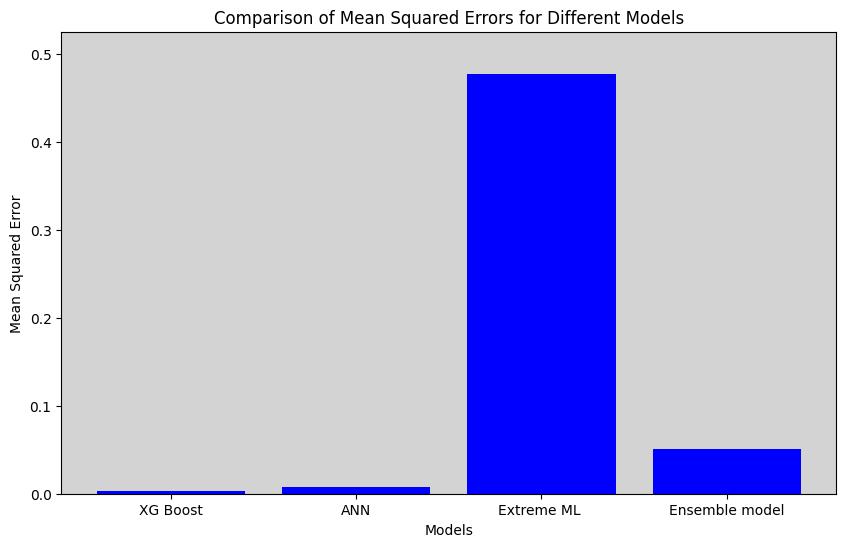 Comparison of Mean Squared Errors for Different Models
0.5
0.4
0.3
0.2
0.1
0.0
Mean Squared Error
XG Boost
ANN
Extreme ML
Ensemble model
Models